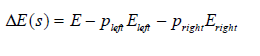 ΔE(s) = E − p_left E_left − p_right E_right